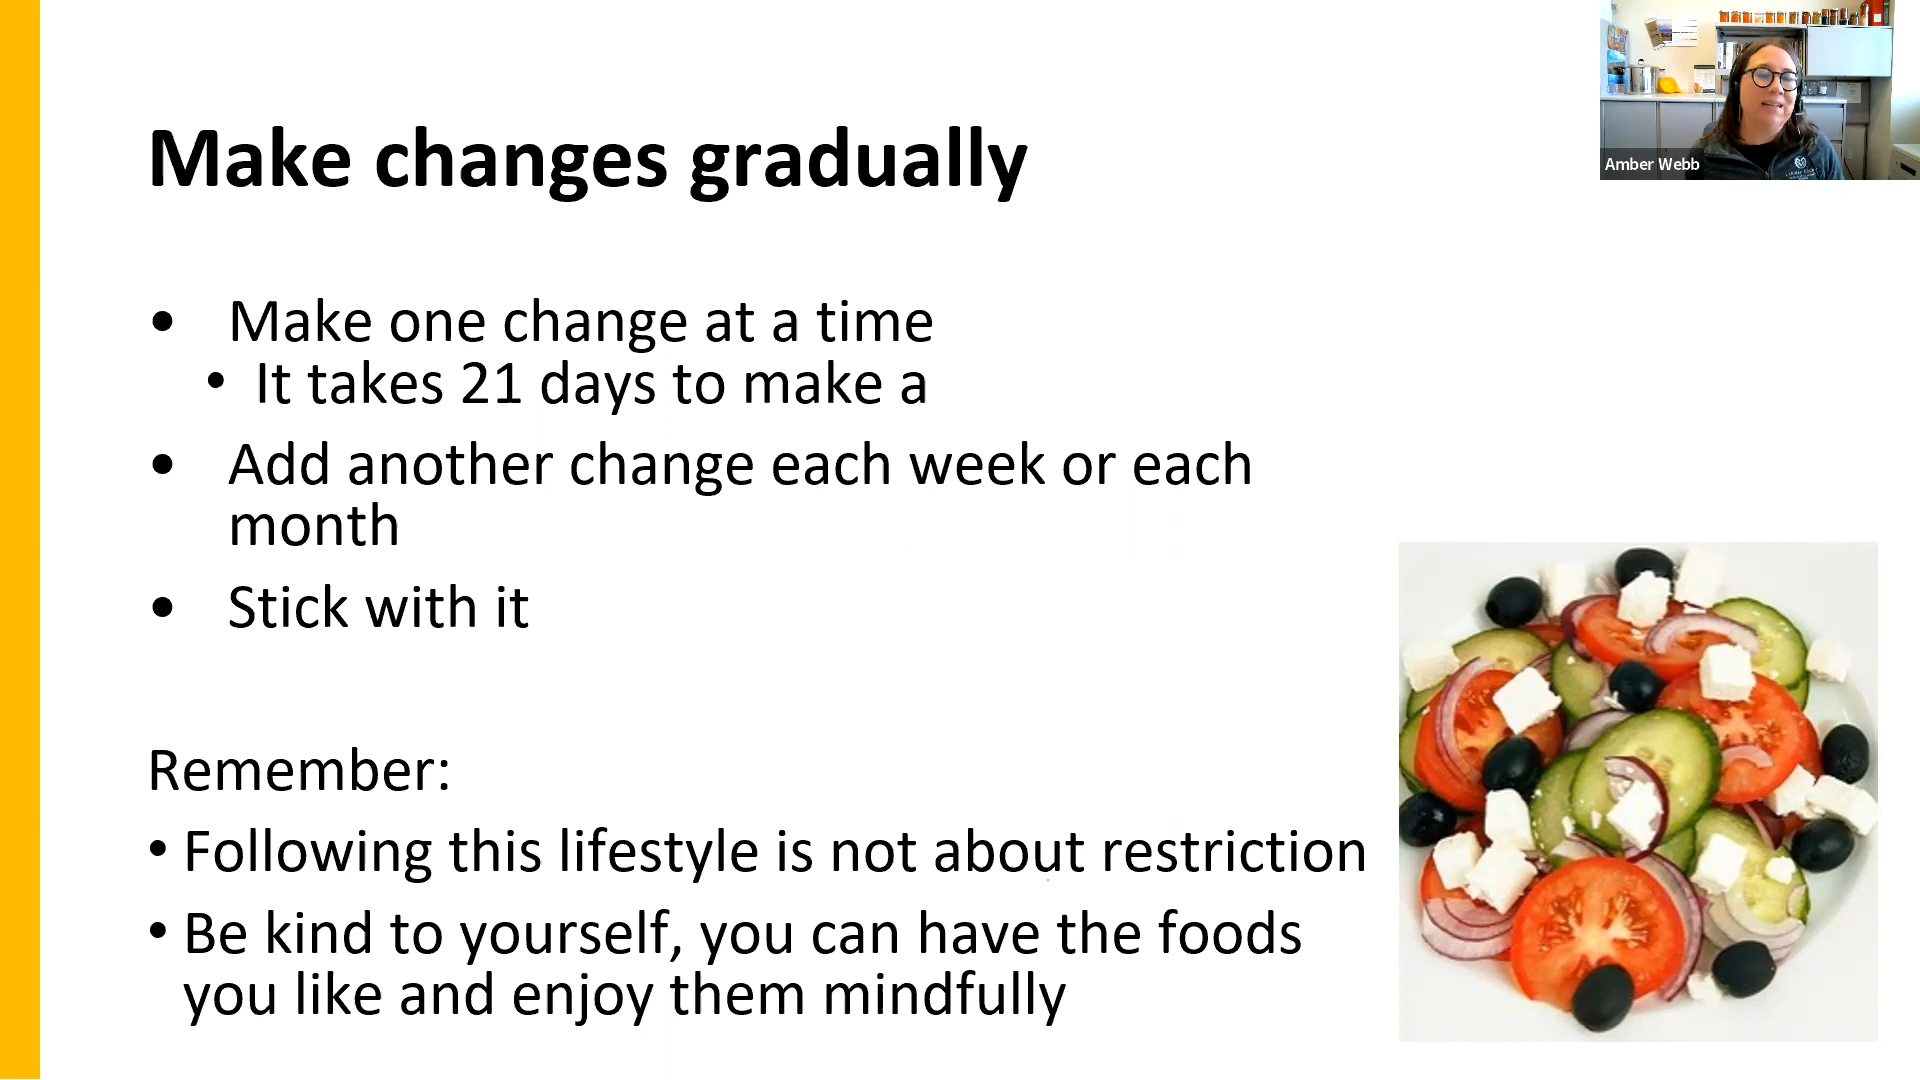 Make changes gradually
• Make one change at a time
• It takes 21 days to make a
• Add another change each week or each
month
• Stick with it
Remember:
• Following this lifestyle is not about restriction
• Be kind to yourself, you can have the foods
you like and enjoy them mindfully
Amber Webb